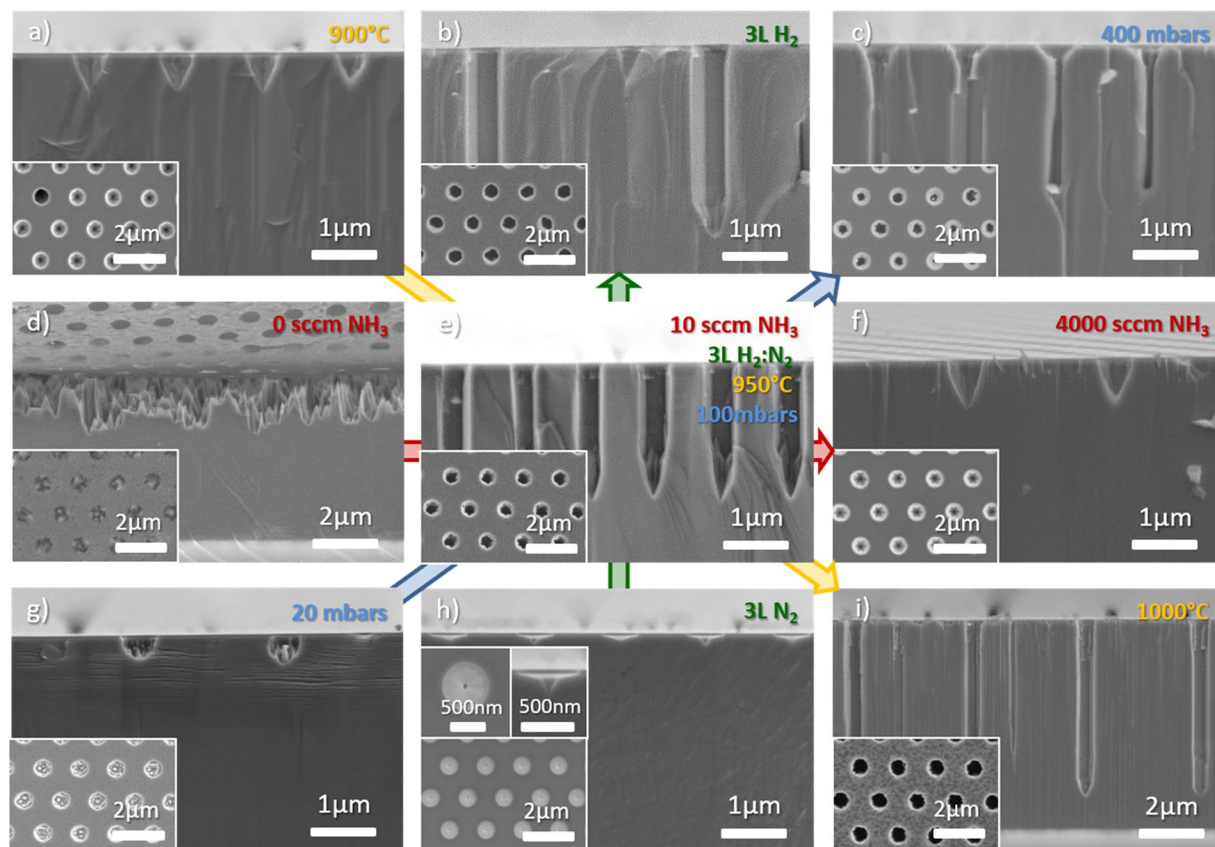 a)
900°C
2µm
1µm
b)
3L H₂
2µm
1µm
c)
400 mbars
2µm
1µm
d)
0 sccm NH₃
2µm
2µm
e)
10 sccm NH₃
3L H₂:N₂
950°C
100mbars
2µm
1µm
f)
4000 sccm NH₃
2µm
1µm
g)
20 mbars
2µm
1µm
h)
3L N₂
500nm
500nm
2µm
1µm
i)
1000°C
2µm
2µm